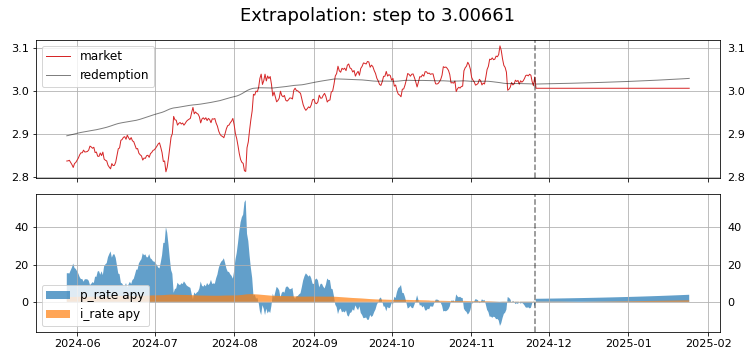 Extrapolation: step to 3.00661
3.1 market 3.1
redemption
3.0 3.0
2.9 2.9
2.8 2.8
40 40
20 20
0 p_rate apy 0
i_rate apy
2024-06 2024-07 2024-08 2024-09 2024-10 2024-11 2024-12 2025-01 2025-02